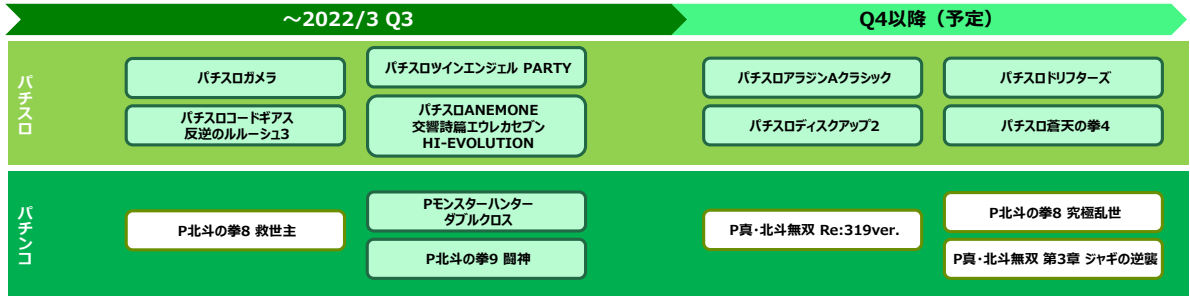 ～2022/3 Q3
Q4以降（予定）
パチスロ
パチスロガメラ
パチスロツインエンジェル PARTY
パチスロコードギアス
反逆のルルーシュ3
パチスロANEMONE
交響詩篇エウレカセブン
HI-EVOLUTION
パチスロアラジンAクラシック
パチスロドリフターズ
パチスロディスクアップ2
パチスロ蒼天の拳4
パチンコ
P北斗の拳8 救世主
Pモンスターハンター
ダブルクロス
P北斗の拳9 闘神
P真・北斗無双 Re:319ver.
P北斗の拳8 究極乱世
P真・北斗無双 第3章 ジャギの逆襲